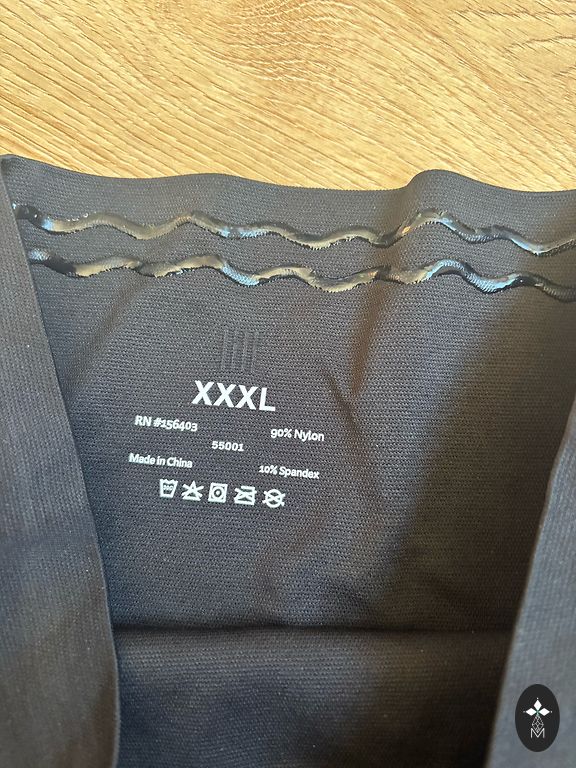 XXXL
RN #156403
90% Nylon
55001
Made in China
10% Spandex
M